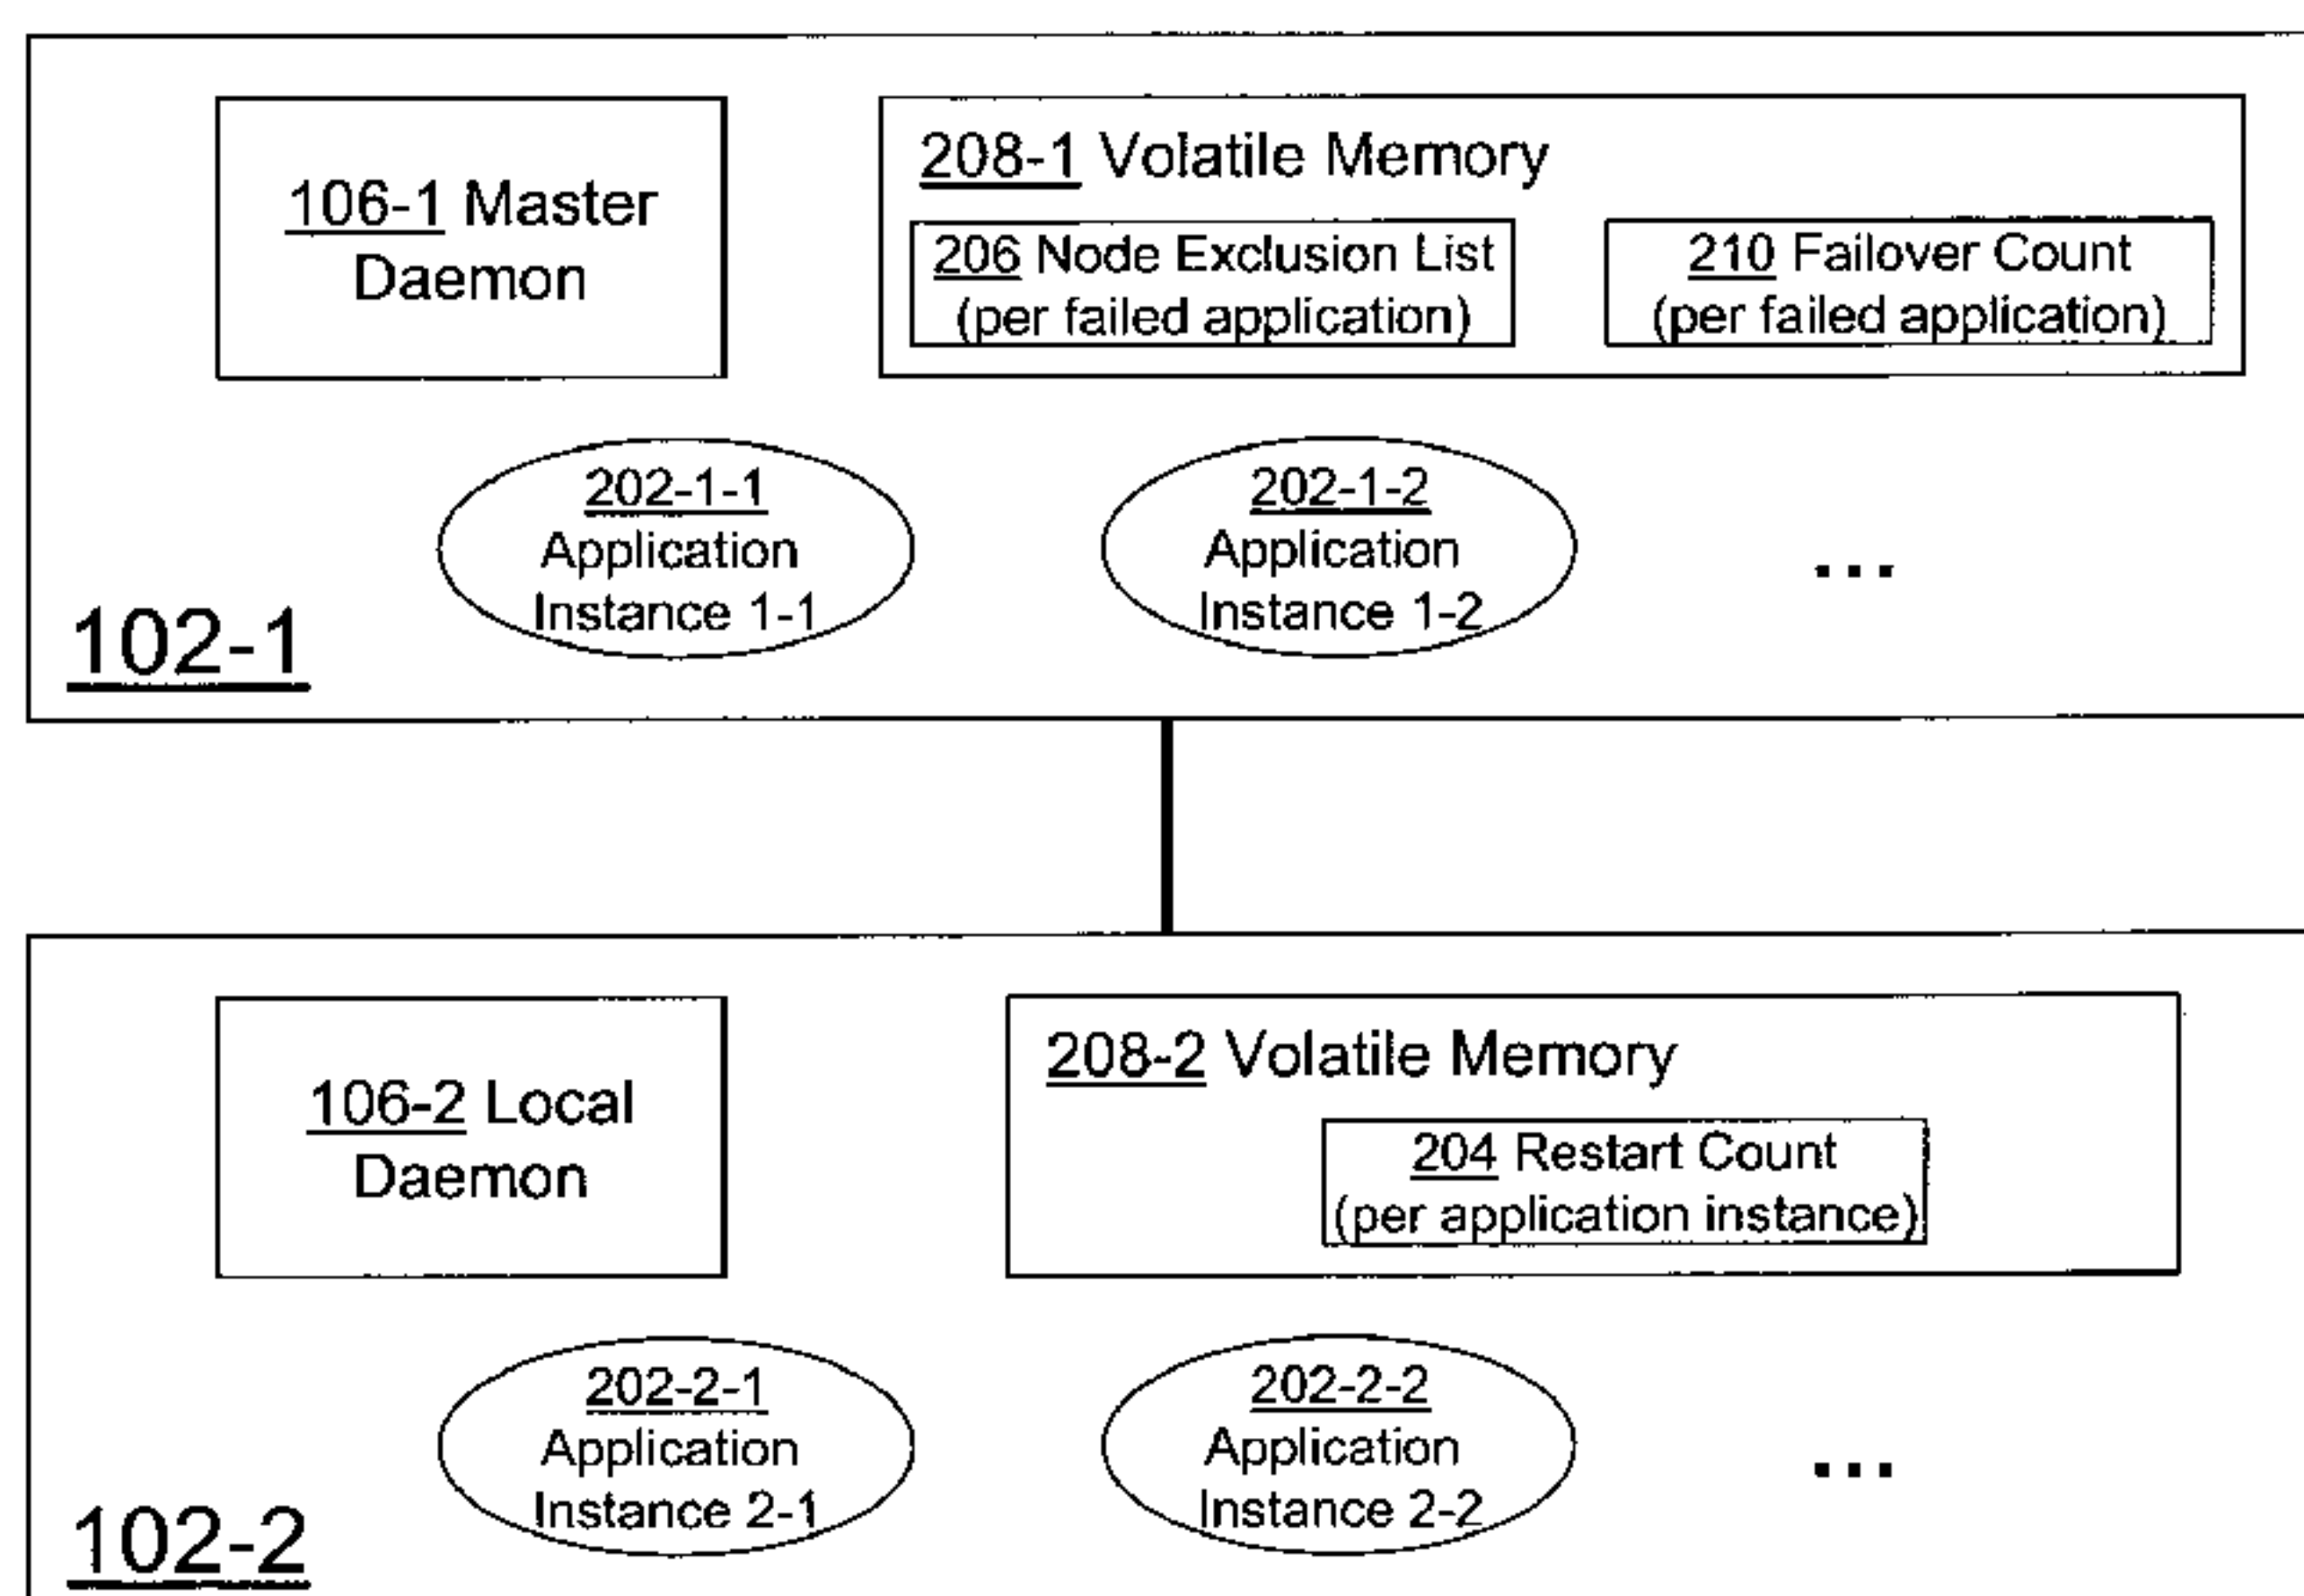 106-1 Master
Daemon
208-1 Volatile Memory
206 Node Exclusion List
(per failed application)
210 Failover Count
(per failed application)
202-1-1
Application
Instance 1-1
202-1-2
Application
Instance 1-2
...
102-1
106-2 Local
Daemon
208-2 Volatile Memory
204 Restart Count
(per application instance)
202-2-1
Application
Instance 2-1
202-2-2
Application
Instance 2-2
...
102-2